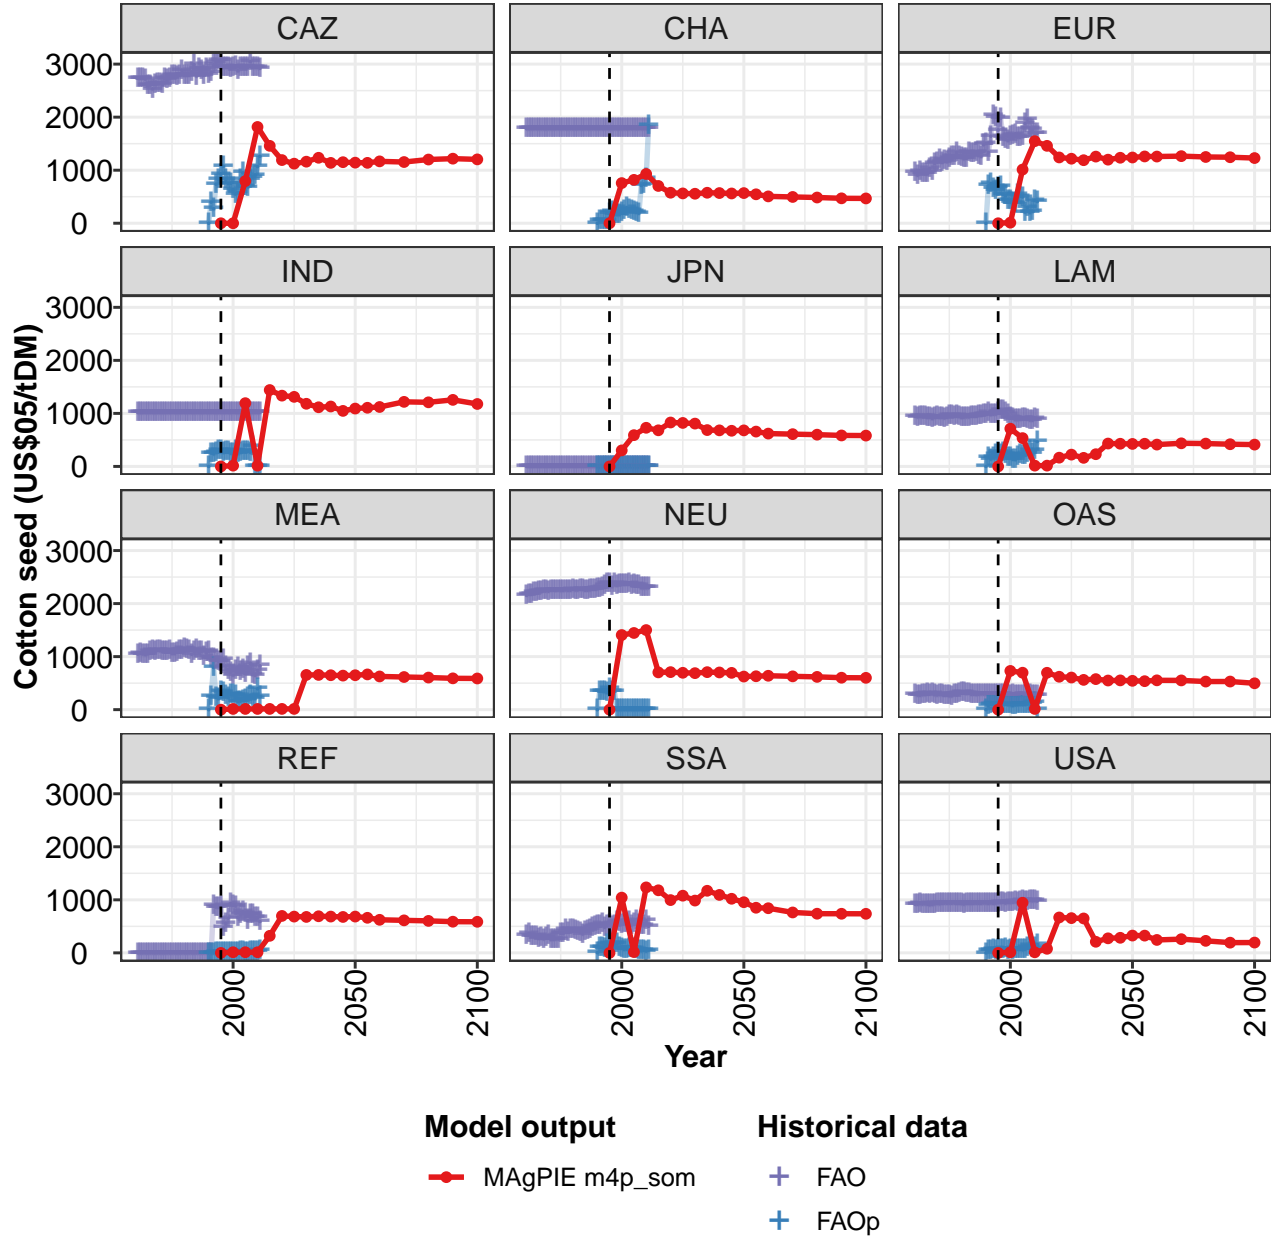 CAZ CHA EUR
3000
2000
1000
0
IND JPN LAM
3000
2000
1000
0
MEA NEU OAS
3000
2000
1000
0
REF SSA USA
3000
2000
1000
0
Cotton seed (US$05/tDM)
2000 2050 2100 2000 2050 2100 2000 2050 2100
Year
Model output Historical data
MAgPIE m4p_som FAO
FAOp